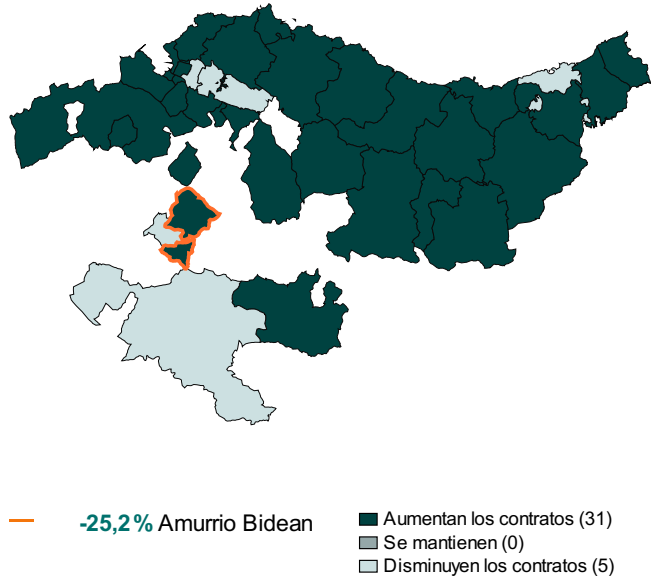 -25,2% Amurrio Bidean
Aumentan los contratos (31)
Se mantienen (0)
Disminuyen los contratos (5)